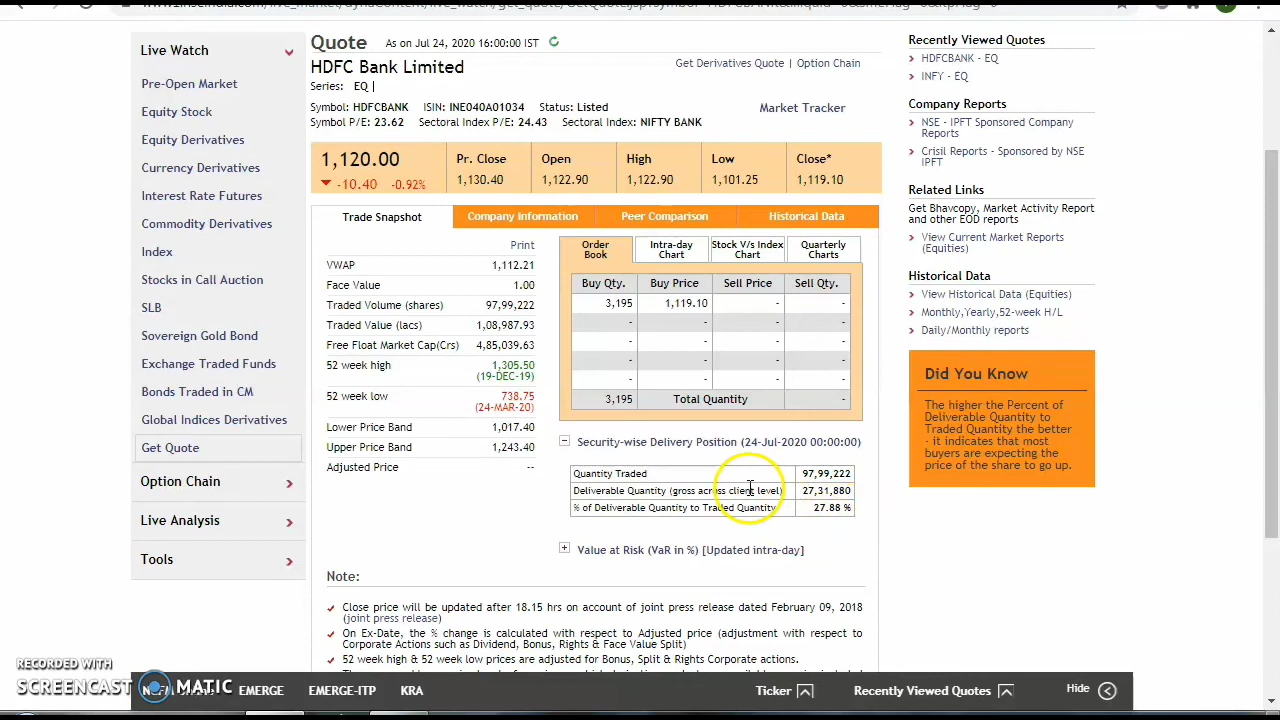 Live Watch
Pre-Open Market
Equity Stock
Equity Derivatives
Currency Derivatives
Interest Rate Futures
Commodity Derivatives
Index
Stocks in Call Auction
SLB
Sovereign Gold Bond
Exchange Traded Funds
Bonds Traded in CM
Global Indices Derivatives
Get Quote
Option Chain
Live Analysis
Tools
Quote As on Jul 24, 2020 16:00:00 IST
HDFC Bank Limited
Get Derivatives Quote | Option Chain
Series: EQ |
Symbol: HDFCBANK ISIN: INE040A01034 Status: Listed
Market Tracker
Symbol P/E: 23.62 Sectoral Index P/E: 24.43 Sectoral Index: NIFTY BANK
1,120.00 Pr. Close Open High Low Close*
-10.40 -0.92% 1,130.40 1,122.90 1,122.90 1,101.25 1,119.10
Trade Snapshot Company Information Peer Comparison Historical Data
Print
VWAP 1,112.21
Face Value 1.00
Traded Volume (shares) 97,99,222
Traded Value (lacs) 1,08,987.93
Free Float Market Cap(Crs) 4,85,039.63
52 week high 1,305.50
(19-DEC-19)
52 week low 738.75
(24-MAR-20)
Lower Price Band 1,017.40
Upper Price Band 1,243.40
Adjusted Price --
Order Intra-day Stock V/s Index Quarterly
Book Chart Chart Charts
Buy Qty. Buy Price Sell Price Sell Qty.
3,195 1,119.10 - -
- - - -
- - - -
- - - -
- - - -
3,195 Total Quantity -
Security-wise Delivery Position (24-Jul-2020 00:00:00)
Quantity Traded 97,99,222
Deliverable Quantity (gross across client level) 27,31,880
% of Deliverable Quantity to Traded Quantity 27.88 %
Value at Risk (VaR in %) [Updated intra-day]
Note:
Close price will be updated after 18.15 hrs on account of joint press release dated February 09, 2018
(joint press release)
On Ex-Date, the % change is calculated with respect to Adjusted price (adjustment with respect to
Corporate Actions such as Dividend, Bonus, Rights & Face Value Split)
52 week high & 52 week low prices are adjusted for Bonus, Split & Rights Corporate actions.
Recently Viewed Quotes
HDFCBANK - EQ
INFY - EQ
Company Reports
NSE - IPFT Sponsored Company
Reports
Crisil Reports - Sponsored by NSE
IPFT
Related Links
Get Bhavcopy, Market Activity Report
and other EOD reports
View Current Market Reports
(Equities)
Historical Data
View Historical Data (Equities)
Monthly,Yearly,52-week H/L
Daily/Monthly reports
Did You Know
The higher the Percent of
Deliverable Quantity to
Traded Quantity the better
- it indicates that most
buyers are expecting the
price of the share to go up.
RECORDED WITH
SCREENCAST MATIC
EMERGE EMERGE-ITP KRA Ticker Recently Viewed Quotes Hide